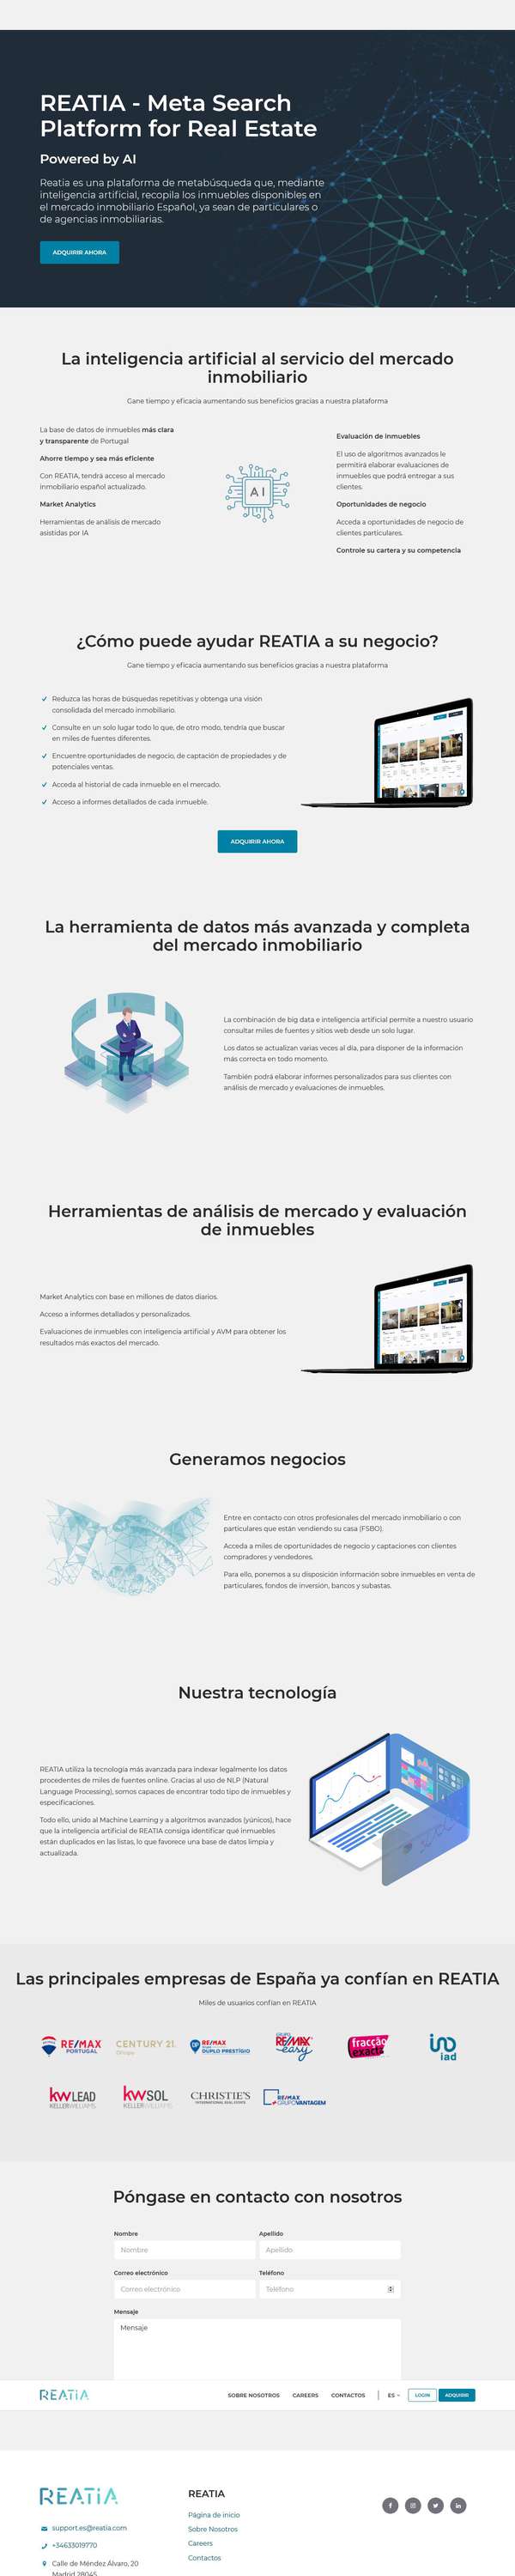 REATIA - Meta Search
Platform for Real Estate
Powered by AI
Reatia es una plataforma de metabúsqueda que, mediante
inteligencia artificial, recopila los inmuebles disponibles en
el mercado inmobiliario Español, ya sean de particulares o
de agencias inmobiliarias.
ADQUIRIR AHORA
La inteligencia artificial al servicio del mercado
inmobiliario
Gane tiempo y eficacia aumentando sus beneficios gracias a nuestra plataforma
La base de datos de inmuebles más clara
y transparente de Portugal
Ahorre tiempo y sea más eficiente
Con REATIA, tendrá acceso al mercado
inmobiliario español actualizado.
Market Analytics
Herramientas de análisis de mercado
asistidas por IA
AI
Evaluación de inmuebles
El uso de algoritmos avanzados le
permitirá elaborar evaluaciones de
inmuebles que podrá entregar a sus
clientes.
Oportunidades de negocio
Acceda a oportunidades de negocio de
clientes particulares.
Controle su cartera y su competencia
¿Cómo puede ayudar REATIA a su negocio?
Gane tiempo y eficacia aumentando sus beneficios gracias a nuestra plataforma
Reduzca las horas de búsquedas repetitivas y obtenga una visión
consolidada del mercado inmobiliario.
Consulte en un solo lugar todo lo que, de otro modo, tendría que buscar
en miles de fuentes diferentes.
Encuentre oportunidades de negocio, de captación de propiedades y de
potenciales ventas.
Acceda al historial de cada inmueble en el mercado.
Acceso a informes detallados de cada inmueble.
ADQUIRIR AHORA
La herramienta de datos más avanzada y completa
del mercado inmobiliario
La combinación de big data e inteligencia artificial permite a nuestro usuario
consultar miles de fuentes y sitios web desde un solo lugar.
Los datos se actualizan varias veces al día, para disponer de la información
más correcta en todo momento.
También podrá elaborar informes personalizados para sus clientes con
análisis de mercado y evaluaciones de inmuebles.
Herramientas de análisis de mercado y evaluación
de inmuebles
Market Analytics con base en millones de datos diarios.
Acceso a informes detallados y personalizados.
Evaluaciones de inmuebles con inteligencia artificial y AVM para obtener los
resultados más exactos del mercado.
Generamos negocios
Entre en contacto con otros profesionales del mercado inmobiliario o con
particulares que están vendiendo su casa (FSBO).
Acceda a miles de oportunidades de negocio y captaciones con clientes
compradores y vendedores.
Para ello, ponemos a su disposición información sobre inmuebles en venta de
particulares, fondos de inversión, bancos y subastas.
Nuestra tecnología
REATIA utiliza la tecnología más avanzada para indexar legalmente los datos
procedentes de miles de fuentes online. Gracias al uso de NLP (Natural
Language Processing), somos capaces de encontrar todo tipo de inmuebles y
especificaciones.
Todo ello, unido al Machine Learning y a algoritmos avanzados (yúnicos), hace
que la inteligencia artificial de REATIA consiga identificar qué inmuebles
están duplicados en las listas, lo que favorece una base de datos limpia y
actualizada.
Las principales empresas de España ya confían en REATIA
Miles de usuarios confían en REATIA
RE/MAX
PORTUGAL
CENTURY 21.
DP RE/MAX
DUPLO PRESTÍGIO
GRUPO
RE/MAX
easy
fracção
exacta
iad
kw LEAD
KELLERWILLIAMS
kw SOL
KELLERWILLIAMS
CHRISTIE'S
INTERNATIONAL REAL ESTATE
RE/MAX
GRUPO VANTAGEM
Póngase en contacto con nosotros
Nombre Apellido
Nombre Apellido
Correo electrónico Teléfono
Correo electrónico Teléfono
Mensaje
Mensaje
REATIA SOBRE NOSOTROS CAREERS CONTACTOS ES LOGIN ADQUIRIR
REATIA
support.es@reatia.com
+34633019770
Calle de Méndez Álvaro, 20
Madrid 28045
REATIA
Página de inicio
Sobre Nosotros
Careers
Contactos